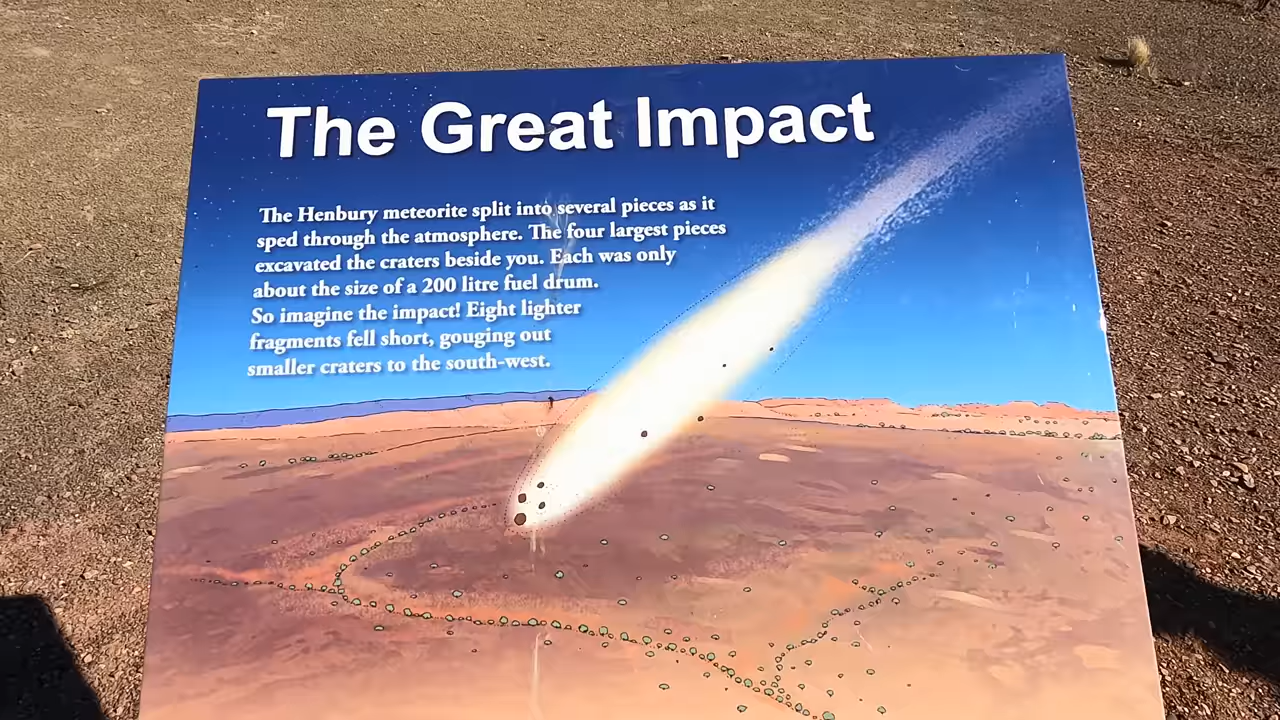 The Great Impact
The Henbury meteorite split into several pieces as it
sped through the atmosphere. The four largest pieces
excavated the craters beside you. Each was only
about the size of a 200 litre fuel drum.
So imagine the impact! Eight lighter
fragments fell short, gouging out
smaller craters to the south-west.